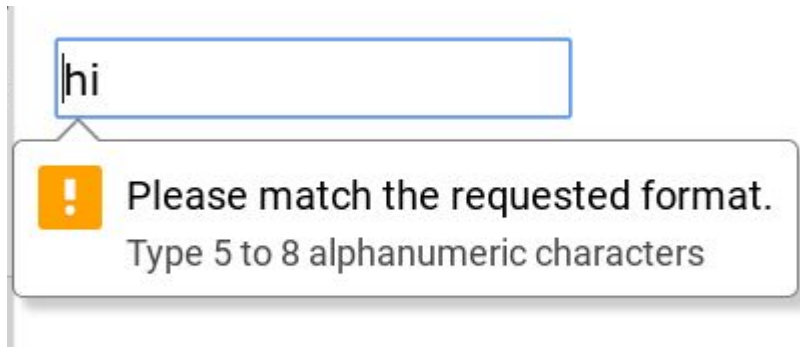 hi
Please match the requested format.
Type 5 to 8 alphanumeric characters